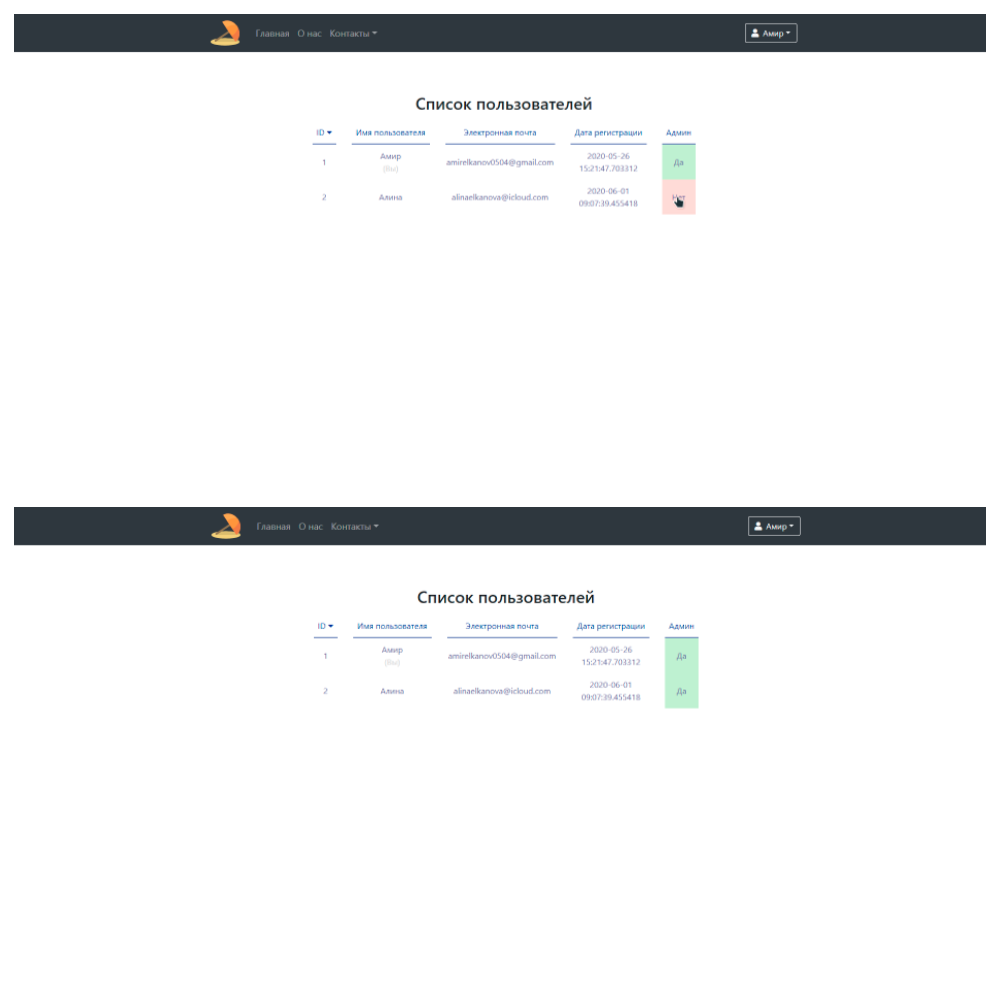 Главная О нас Контакты Амир
Список пользователей
ID Имя пользователя Электронная почта Дата регистрации Админ
1 Амир amirelkanov0504@gmail.com 2020-05-26 Да
(Вы) 15:21:47.703312
2 Алина alinaelkanova@icloud.com 2020-06-01 Нет
09:07:39.455418
Главная О нас Контакты Амир
Список пользователей
ID Имя пользователя Электронная почта Дата регистрации Админ
1 Амир amirelkanov0504@gmail.com 2020-05-26 Да
(Вы) 15:21:47.703312
2 Алина alinaelkanova@icloud.com 2020-06-01 Да
09:07:39.455418